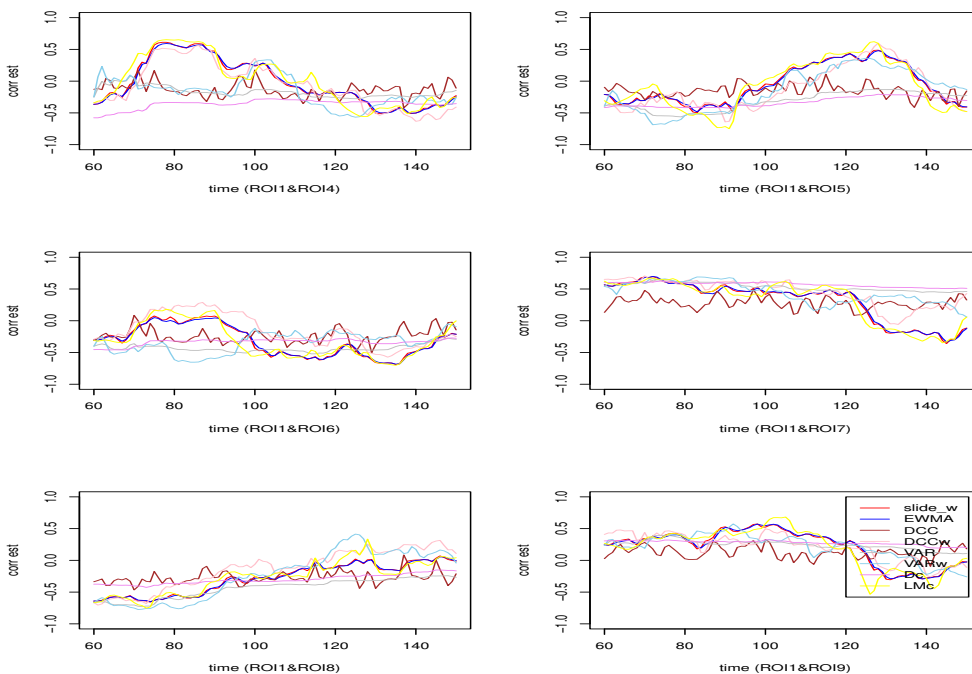 corr est
1.0
0.5
0.0
−0.5
−1.0
60 80 100 120 140
time (ROI1&ROI4)
corr est
1.0
0.5
0.0
−0.5
−1.0
60 80 100 120 140
time (ROI1&ROI5)
corr est
1.0
0.5
0.0
−0.5
−1.0
60 80 100 120 140
time (ROI1&ROI6)
corr est
1.0
0.5
0.0
−0.5
−1.0
60 80 100 120 140
time (ROI1&ROI7)
corr est
1.0
0.5
0.0
−0.5
−1.0
60 80 100 120 140
time (ROI1&ROI8)
corr est
1.0
0.5
0.0
−0.5
−1.0
60 80 100 120 140
time (ROI1&ROI9)
slide_w
EWMA
DCC
DCCw
VAR
VARw
Dc
LMc